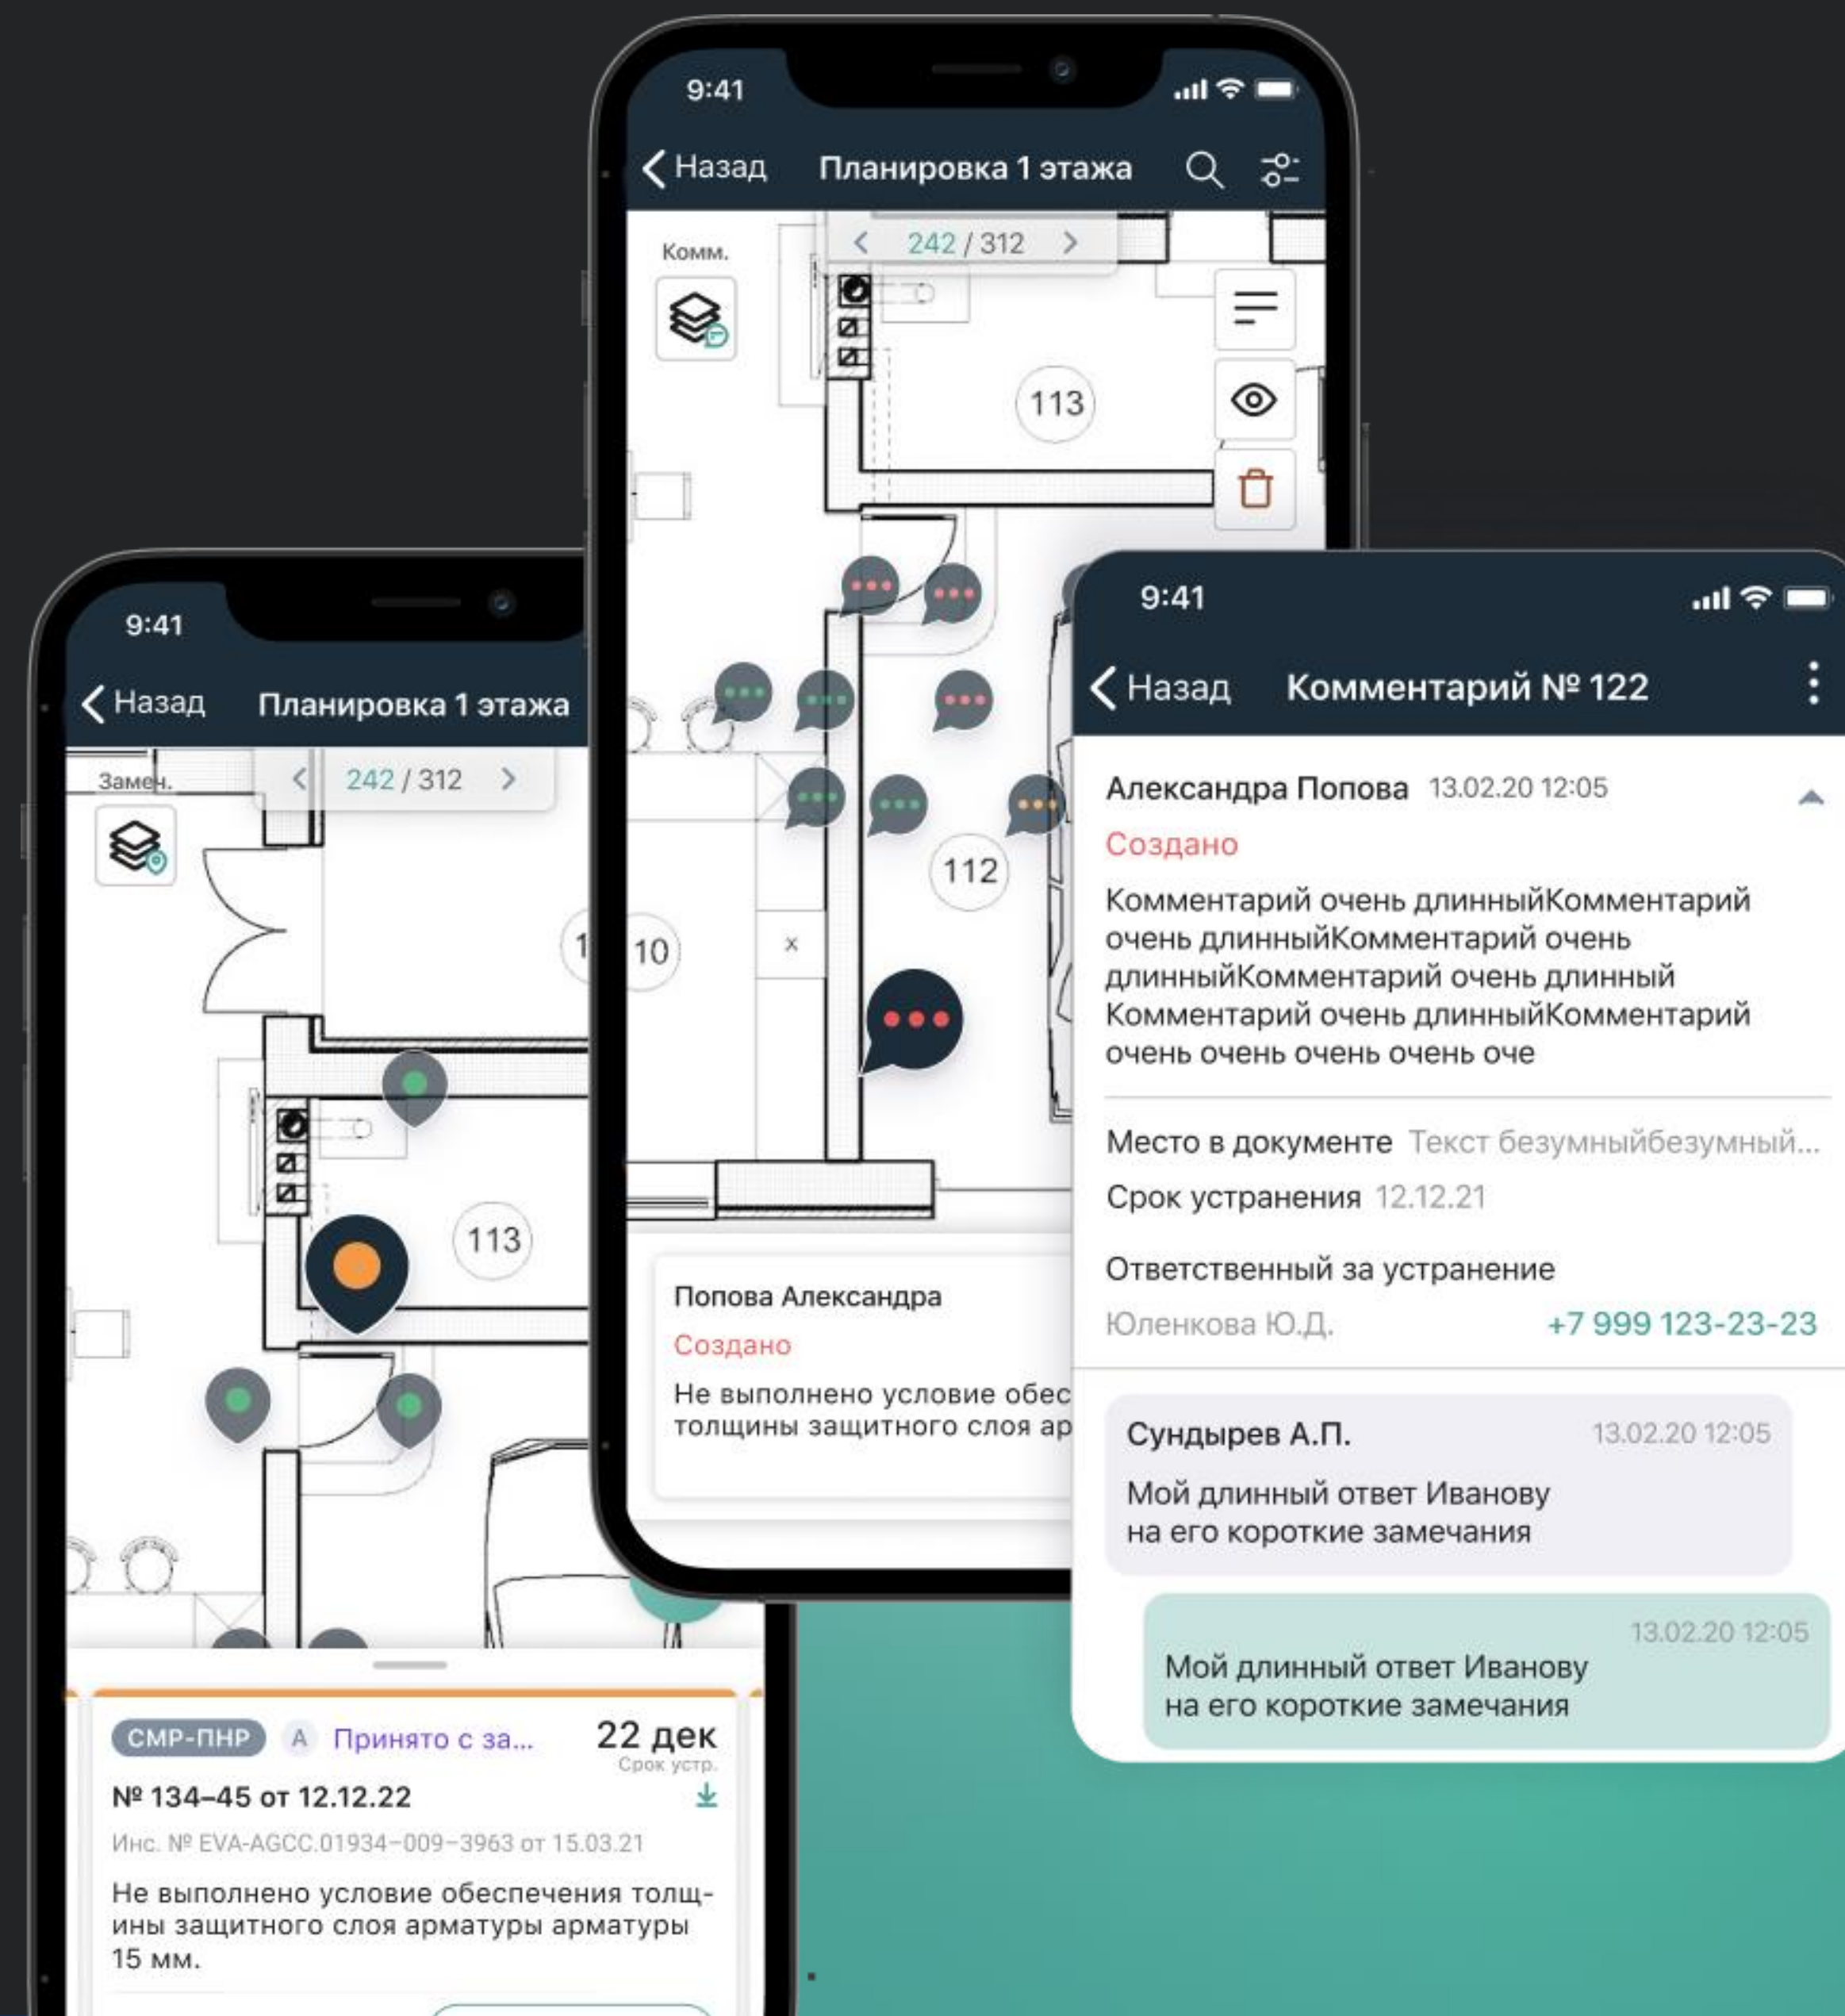 9:41
Назад
Планировка 1 этажа
Замеч.
242 / 312
113
СМР-ПНР
А
Принято с за...
22 дек
Срок устр.
№ 134–45 от 12.12.22
Инс. № EVA-AGCC.01934–009–3963 от 15.03.21
Не выполнено условие обеспечения толщ-
ины защитного слоя арматуры арматуры
15 мм.
9:41
Назад
Планировка 1 этажа
Комм.
242 / 312
113
112
10
x
Попова Александра
Создано
Не выполнено условие обес
толщины защитного слоя ар
9:41
Назад
Комментарий № 122
Александра Попова 13.02.20 12:05
Создано
Комментарий очень длинныйКомментарий
очень длинныйКомментарий очень
длинныйКомментарий очень длинный
Комментарий очень длинныйКомментарий
очень очень очень очень оче
Место в документе Текст безумныйбезумный...
Срок устранения 12.12.21
Ответственный за устранение
Юленкова Ю.Д. +7 999 123-23-23
Сундырев А.П. 13.02.20 12:05
Мой длинный ответ Иванову
на его короткие замечания
13.02.20 12:05
Мой длинный ответ Иванову
на его короткие замечания